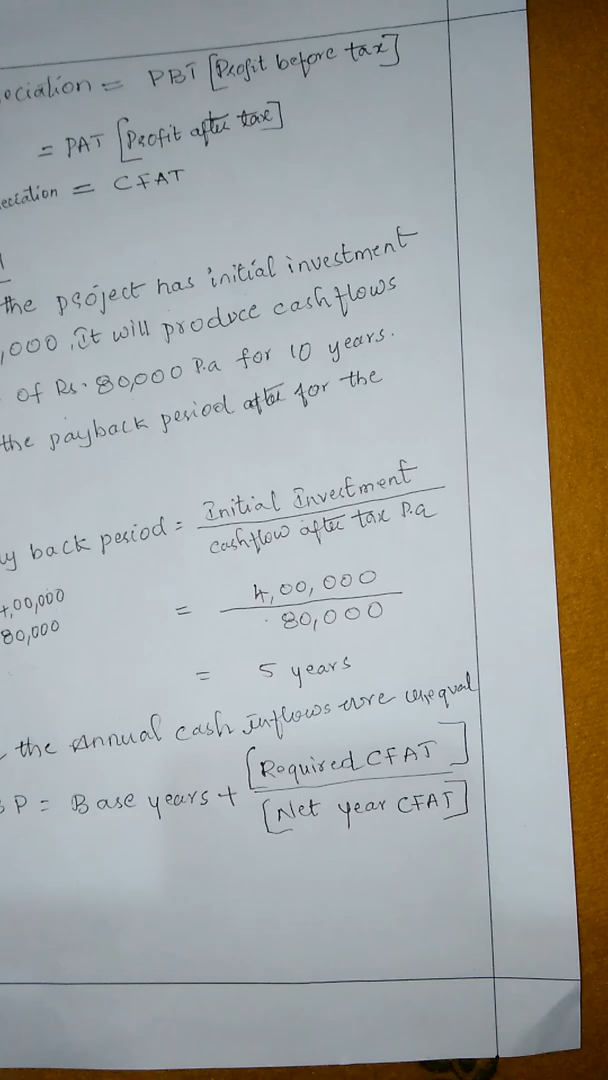 eciation = PBT [Profit before tax]
= PAT [Profit after tax]
eciation = CFAT
the project has initial investment
,000. It will produce cashflows
of Rs. 80,000 P.a for 10 years.
the payback period after for the
y back period = Initial Investment / cashflow after tax P.a
4,00,000
80,000
= 4,00,000 / 80,000
= 5 years
the Annual cash inflows are unequal
P = Base years + [Required CFAT] / [Net year CFAT]